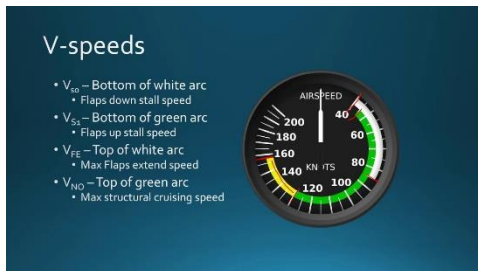 V-speeds
• Vso – Bottom of white arc
• Flaps down stall speed
• VS1 – Bottom of green arc
• Flaps up stall speed
• VFE – Top of white arc
• Max Flaps extend speed
• VNO – Top of green arc
• Max structural cruising speed
AIRSPEED
40
200
180
60
160
80
140
KN TS
100
120